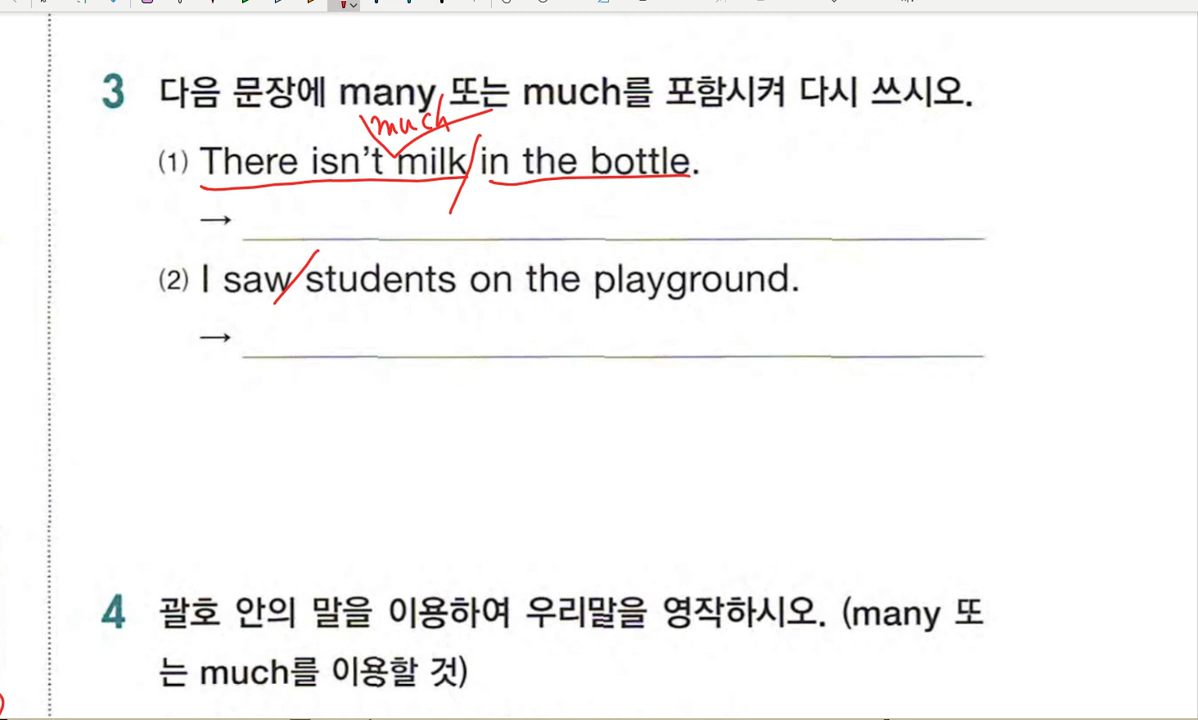 3 다음 문장에 many 또는 much를 포함시켜 다시 쓰시오.
much
(1) There isn't milk in the bottle.
→
(2) I saw students on the playground.
→
4 괄호 안의 말을 이용하여 우리말을 영작하시오. (many 또
는 much를 이용할 것)